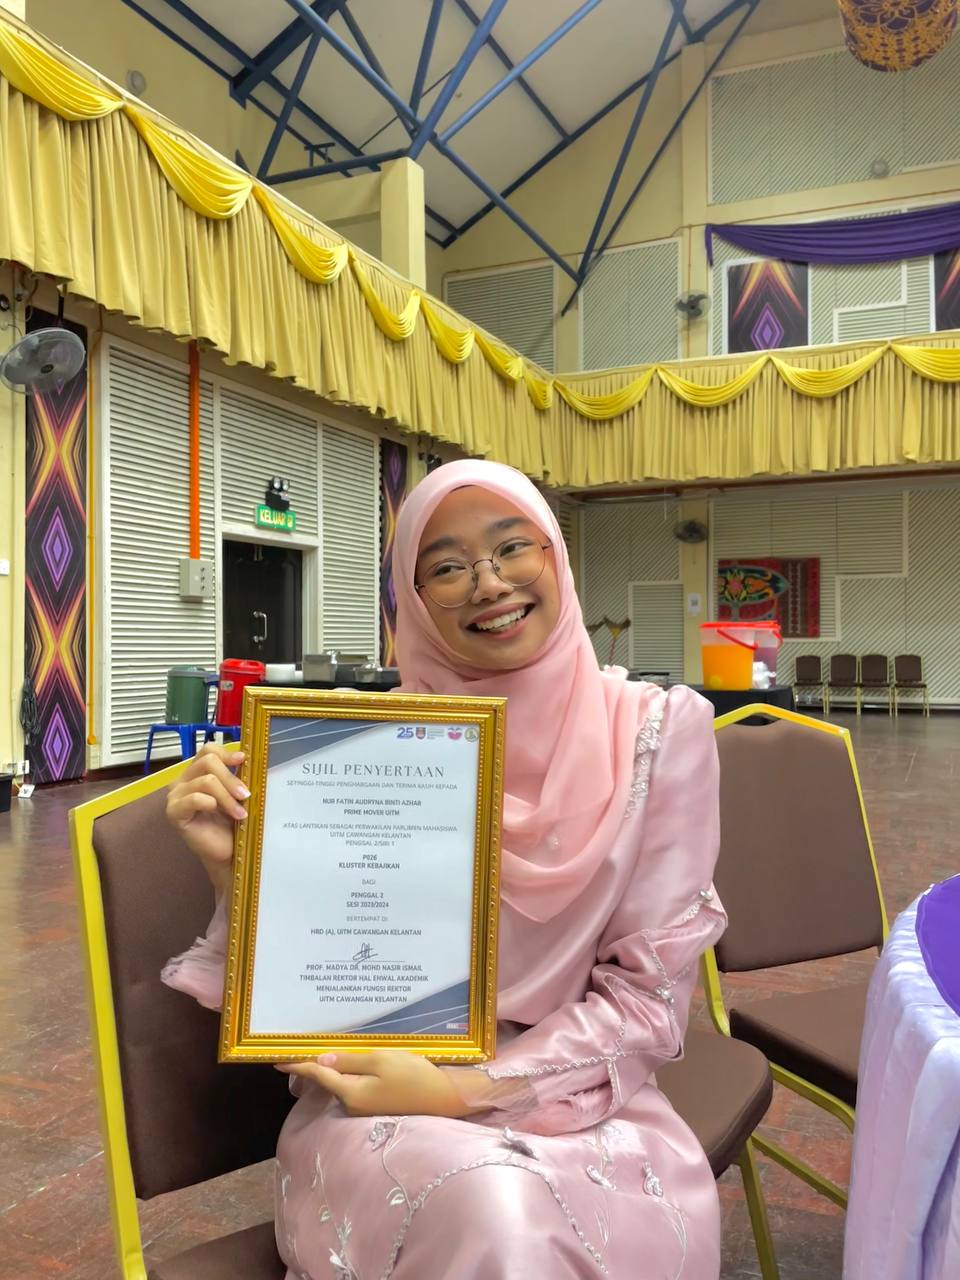 KELUAR
25
SIJIL PENYERTAAN
SETINGGI-TINGGI PENGHARGAAN DAN TERIMA KASIH KEPADA
NUR FATIN AUDRYNA BINTI AZHAR
PRIME MOVER UITM
ATAS LANTIKAN SEBAGAI PERWAKILAN PARLIMEN MAHASISWA
UITM CAWANGAN KELANTAN
PENGGAL 2/SIRI 1
P026
KLUSTER KEBAJIKAN
BAGI
PENGGAL 2
SESI 2023/2024
BERTEMPAT DI
HRD (A), UITM CAWANGAN KELANTAN
PROF. MADYA DR. MOHD NASIR ISMAIL
TIMBALAN REKTOR HAL EHWAL AKADEMIK
MENJALANKAN FUNGSI REKTOR
UITM CAWANGAN KELANTAN